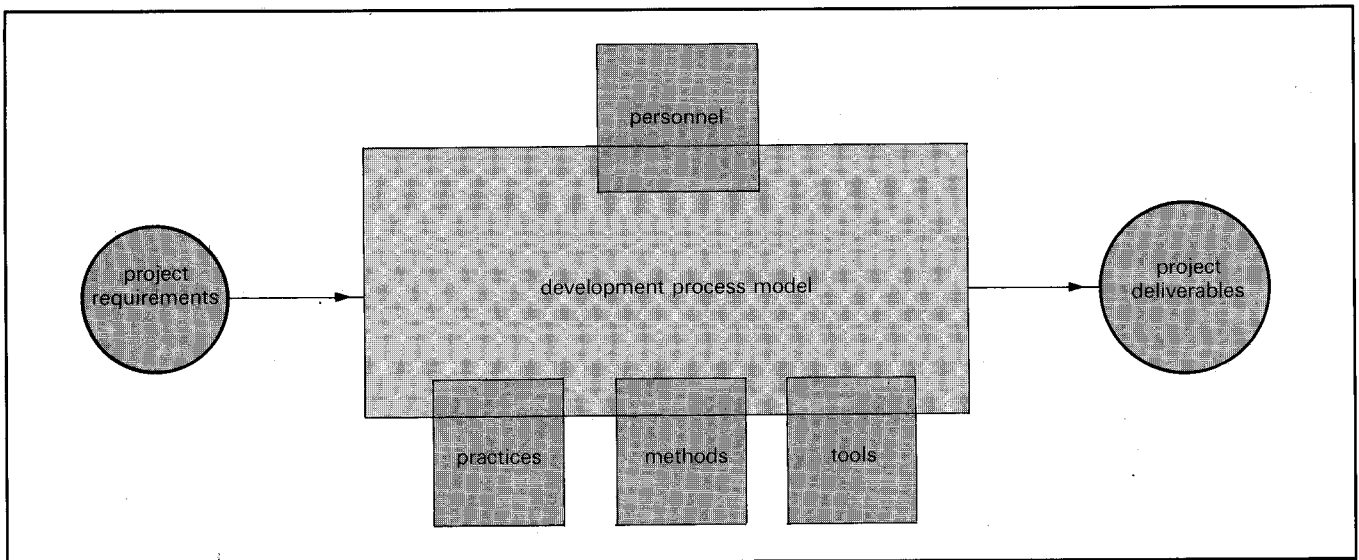 personnel
project
requirements
development process model
project
deliverables
practices
methods
tools